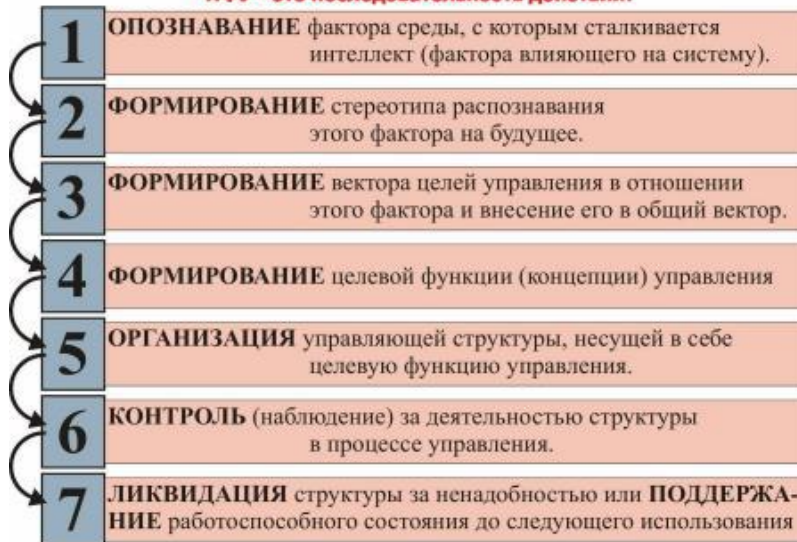 1
ОПОЗНАВАНИЕ фактора среды, с которым сталкивается
интеллект (фактора влияющего на систему).
2
ФОРМИРОВАНИЕ стереотипа распознавания
этого фактора на будущее.
3
ФОРМИРОВАНИЕ вектора целей управления в отношении
этого фактора и внесение его в общий вектор.
4
ФОРМИРОВАНИЕ целевой функции (концепции) управления
5
ОРГАНИЗАЦИЯ управляющей структуры, несущей в себе
целевую функцию управления.
6
КОНТРОЛЬ (наблюдение) за деятельностью структуры
в процессе управления.
7
ЛИКВИДАЦИЯ структуры за ненадобностью или ПОДДЕРЖА-
НИЕ работоспособного состояния до следующего использования